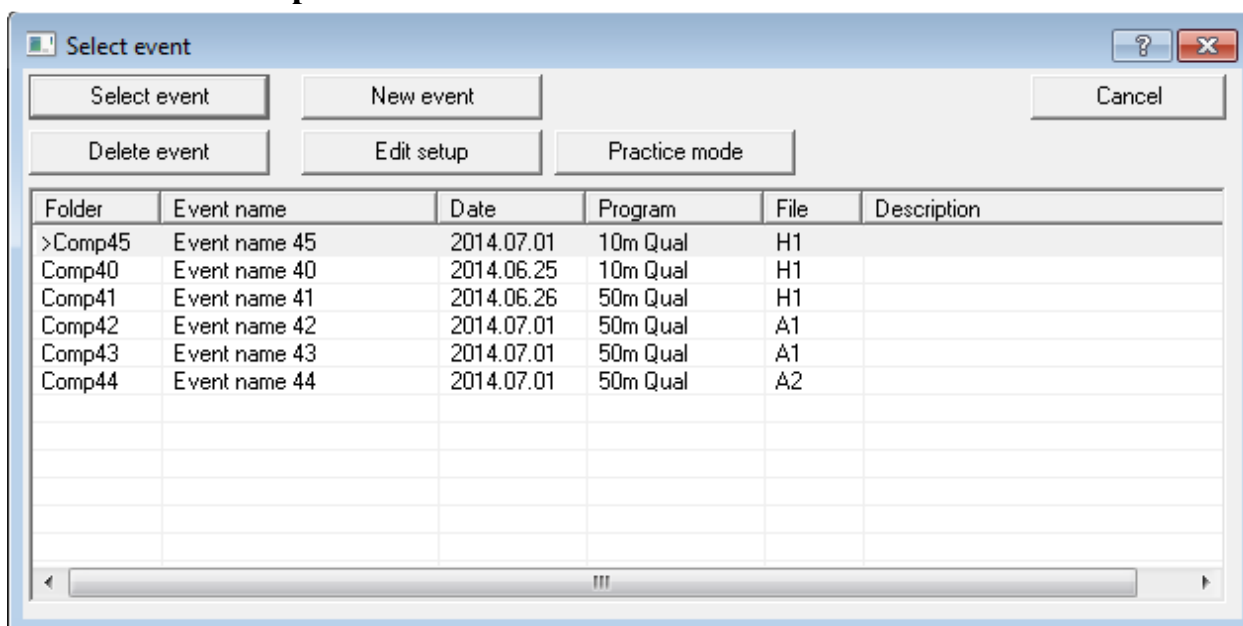 Select event
Select event New event Cancel
Delete event Edit setup Practice mode
Folder Event name Date Program File Description
>Comp45 Event name 45 2014.07.01 10m Qual H1
Comp40 Event name 40 2014.06.25 10m Qual H1
Comp41 Event name 41 2014.06.26 50m Qual H1
Comp42 Event name 42 2014.07.01 50m Qual A1
Comp43 Event name 43 2014.07.01 50m Qual A1
Comp44 Event name 44 2014.07.01 50m Qual A2